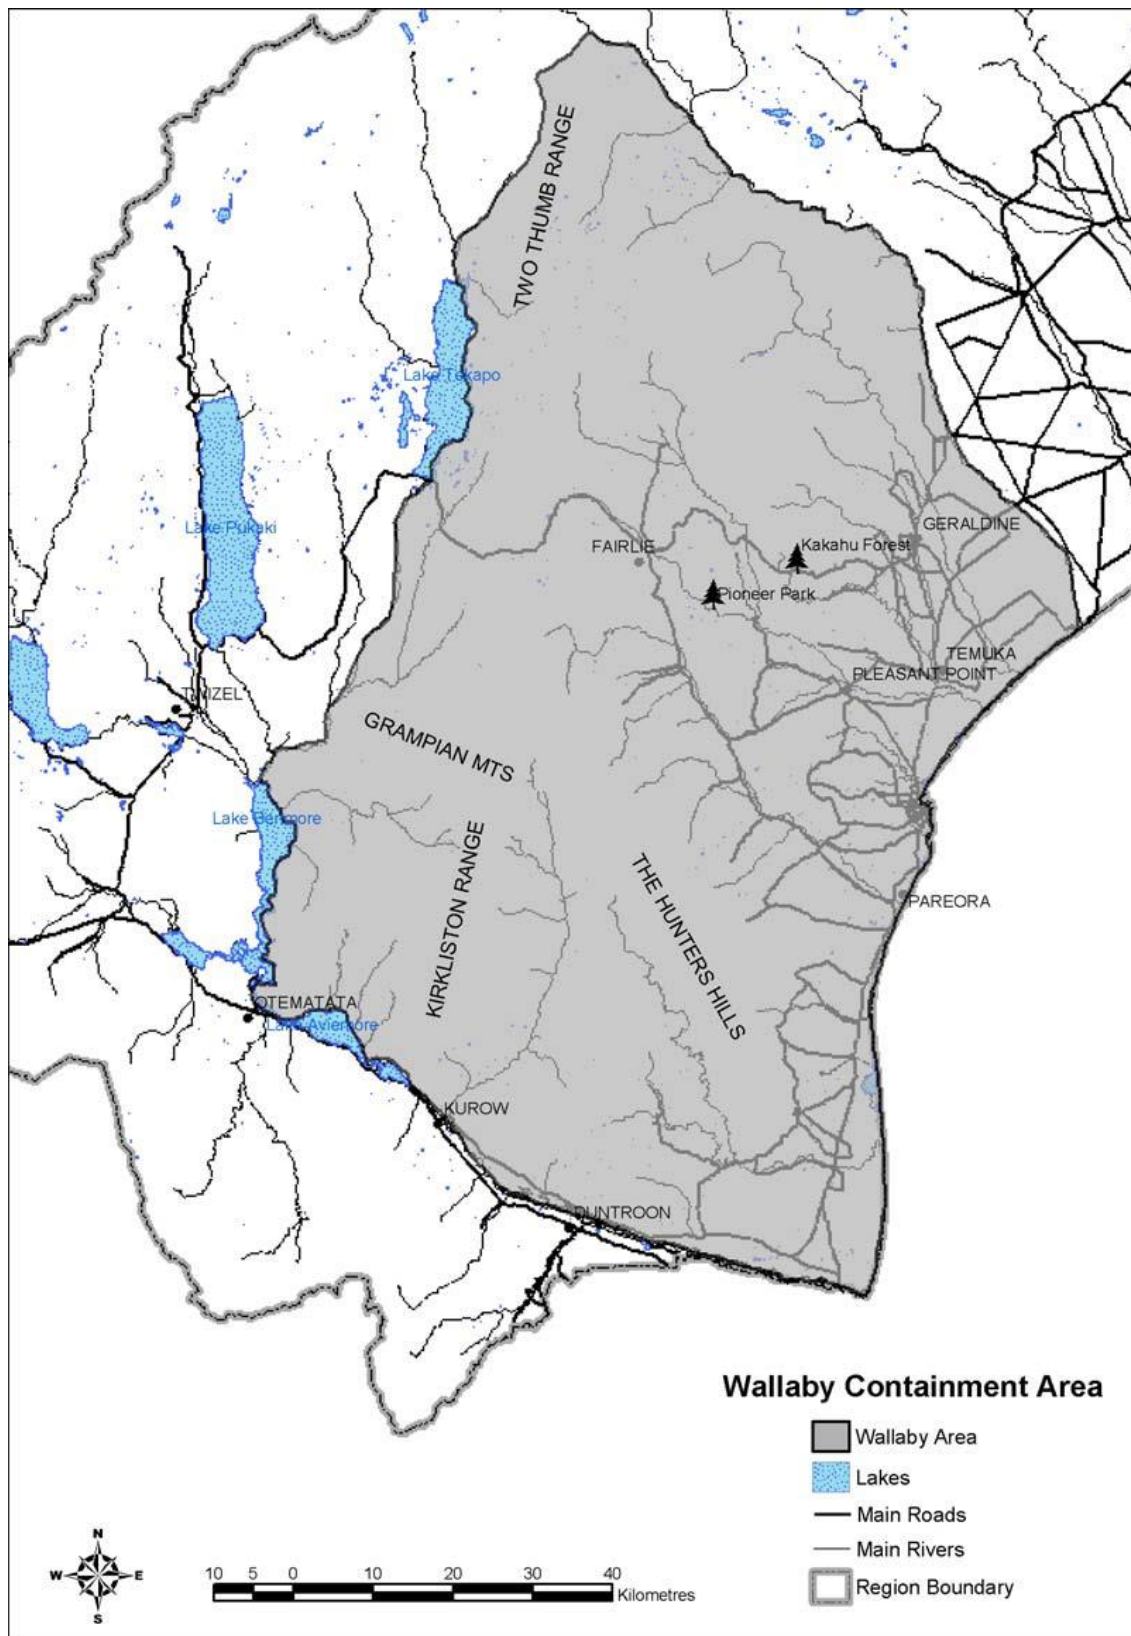 TWO THUMB RANGE
Lake Tekapo
Lake Pukaki
GERALDINE
FAIRLIE
Kakahu Forest
Pioneer Park
TEMUKA
PLEASANT POINT
TWIZEL
GRAMPIAN MTS
Lake Benmore
KIRKLISTON RANGE
THE HUNTERS HILLS
PAREORA
OTEMATATA
Lake Aviemore
KUROW
DUNTROON
Wallaby Containment Area
Wallaby Area
Lakes
Main Roads
Main Rivers
Region Boundary
N
W E
S
10 5 0 10 20 30 40
Kilometres